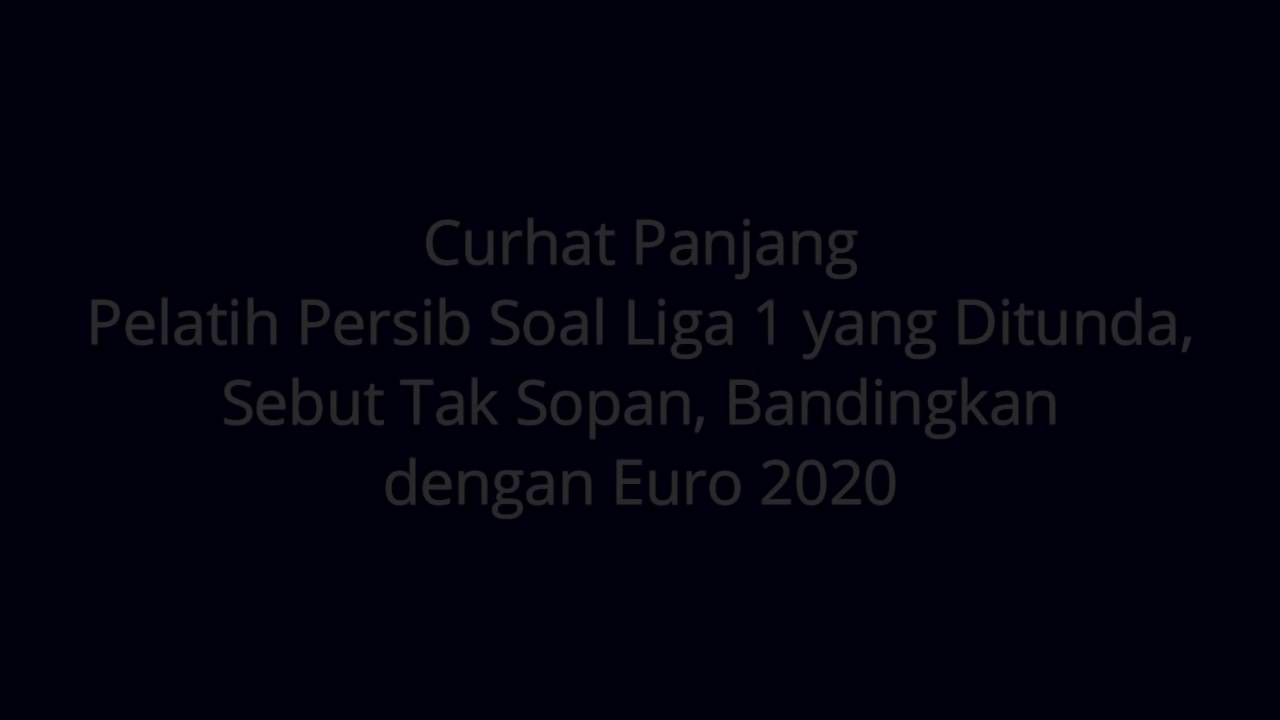 Curhat Panjang
Pelatih Persib Soal Liga 1 yang Ditunda,
Sebut Tak Sopan, Bandingkan
dengan Euro 2020